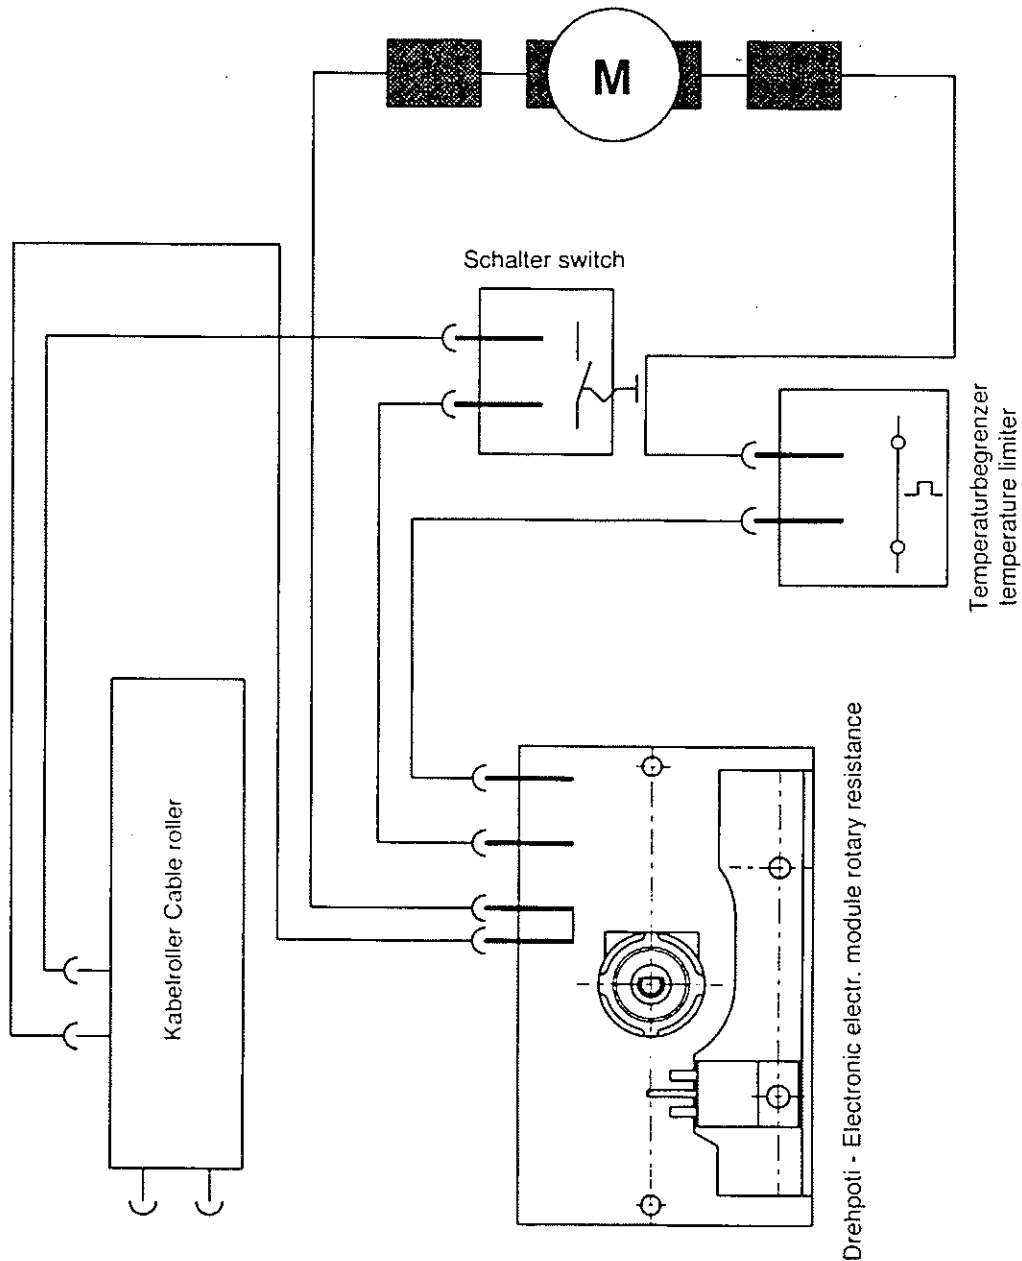 M
Schalter switch
Temperaturbegrenzer
temperature limiter
Kabelroller Cable roller
Drehpoti - Electronic electr. module rotary resistance